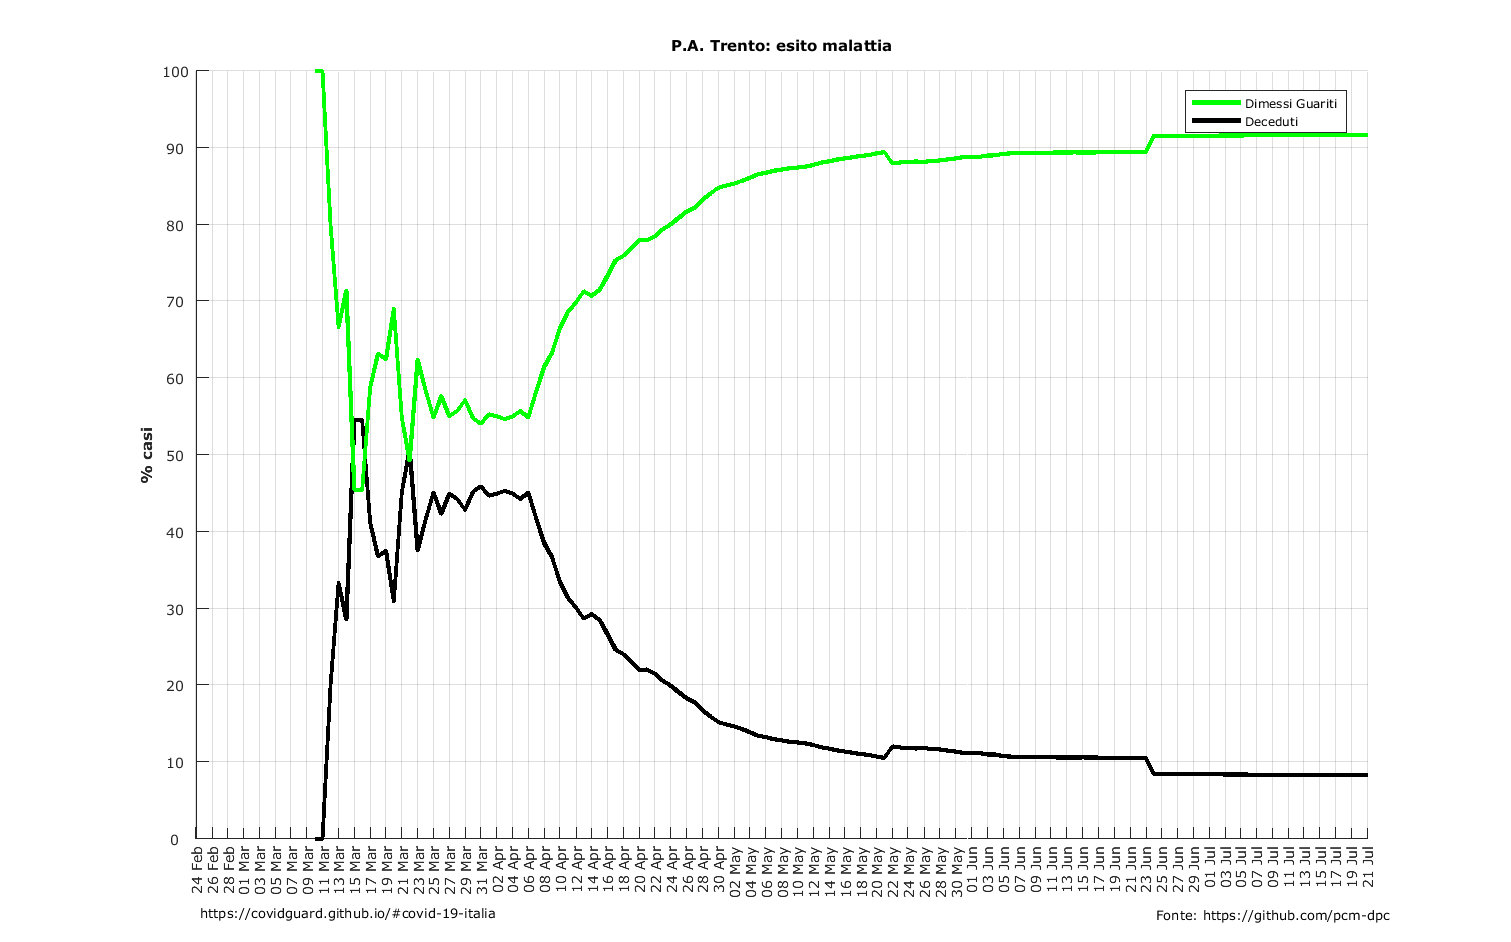 P.A. Trento: esito malattia
Dimessi Guariti
Deceduti
% casi
100
90
80
70
60
50
40
30
20
10
0
24 Feb
26 Feb
28 Feb
01 Mar
03 Mar
05 Mar
07 Mar
09 Mar
11 Mar
13 Mar
15 Mar
17 Mar
19 Mar
21 Mar
23 Mar
25 Mar
27 Mar
29 Mar
31 Mar
02 Apr
04 Apr
06 Apr
08 Apr
10 Apr
12 Apr
14 Apr
16 Apr
18 Apr
20 Apr
22 Apr
24 Apr
26 Apr
28 Apr
30 Apr
02 May
04 May
06 May
08 May
10 May
12 May
14 May
16 May
18 May
20 May
22 May
24 May
26 May
28 May
30 May
01 Jun
03 Jun
05 Jun
07 Jun
09 Jun
11 Jun
13 Jun
15 Jun
17 Jun
19 Jun
21 Jun
23 Jun
25 Jun
27 Jun
29 Jun
01 Jul
03 Jul
05 Jul
07 Jul
09 Jul
11 Jul
13 Jul
15 Jul
17 Jul
19 Jul
21 Jul
https://covidguard.github.io/#covid-19-italia
Fonte: https://github.com/pcm-dpc